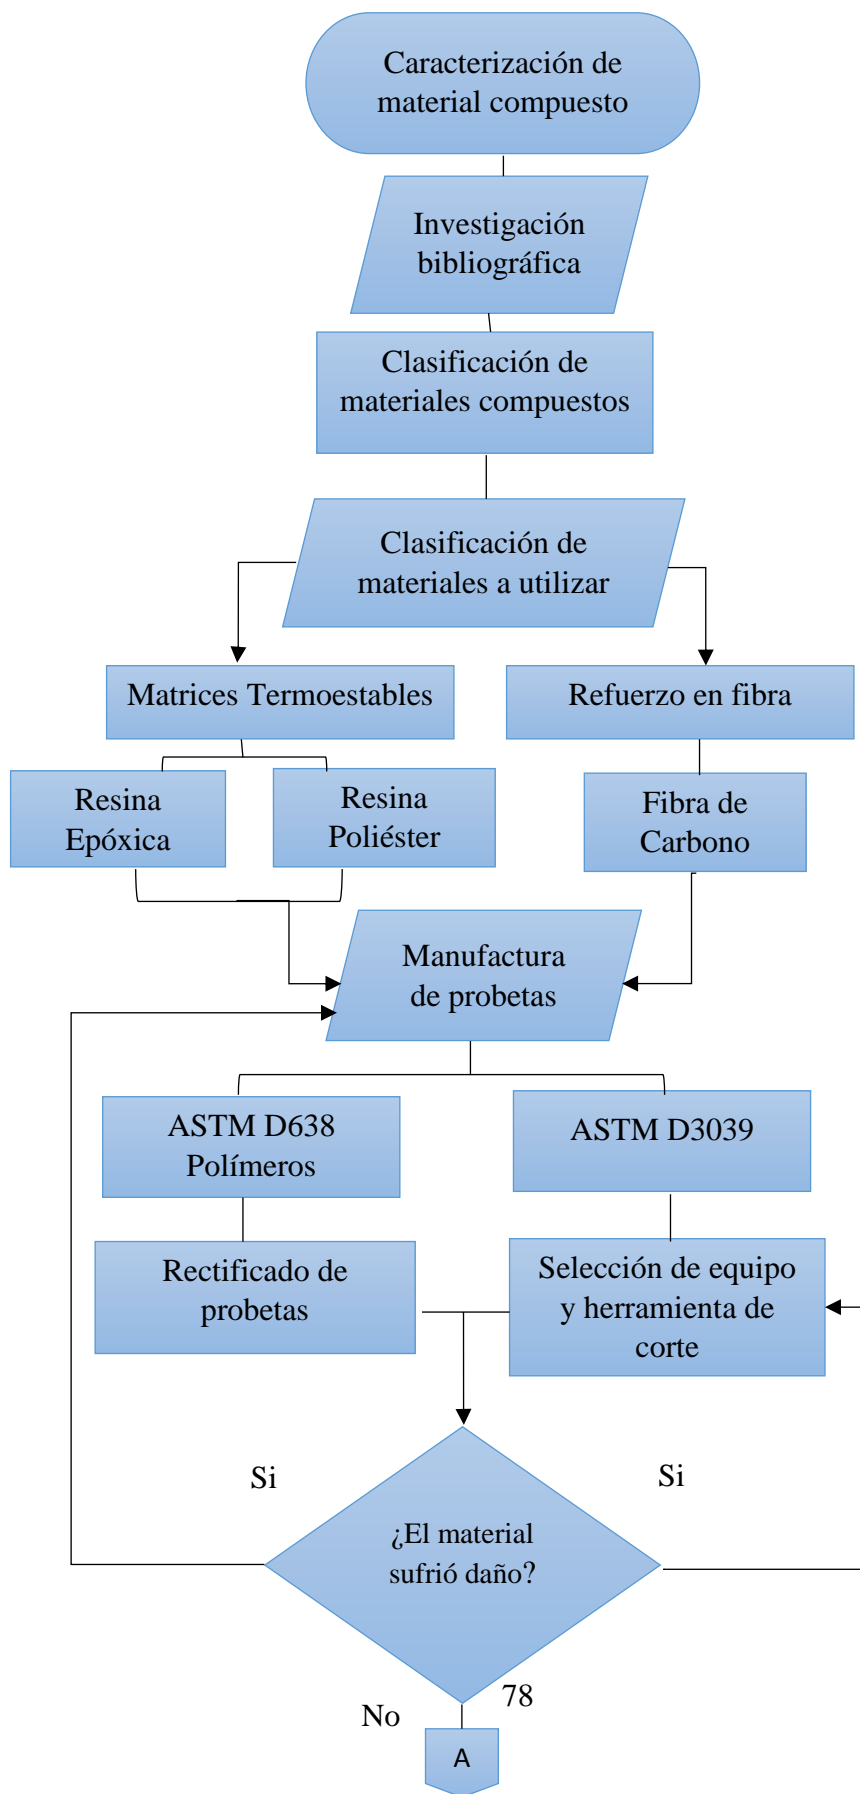 Caracterización de
material compuesto
Investigación
bibliográfica
Clasificación de
materiales compuestos
Clasificación de
materiales a utilizar
Matrices Termoestables
Refuerzo en fibra
Resina
Epóxica
Resina
Poliéster
Fibra de
Carbono
Manufactura
de probetas
ASTM D638
Polímeros
ASTM D3039
Rectificado de
probetas
Selección de equipo
y herramienta de
corte
Si
Si
¿El material
sufrió daño?
78
No
A